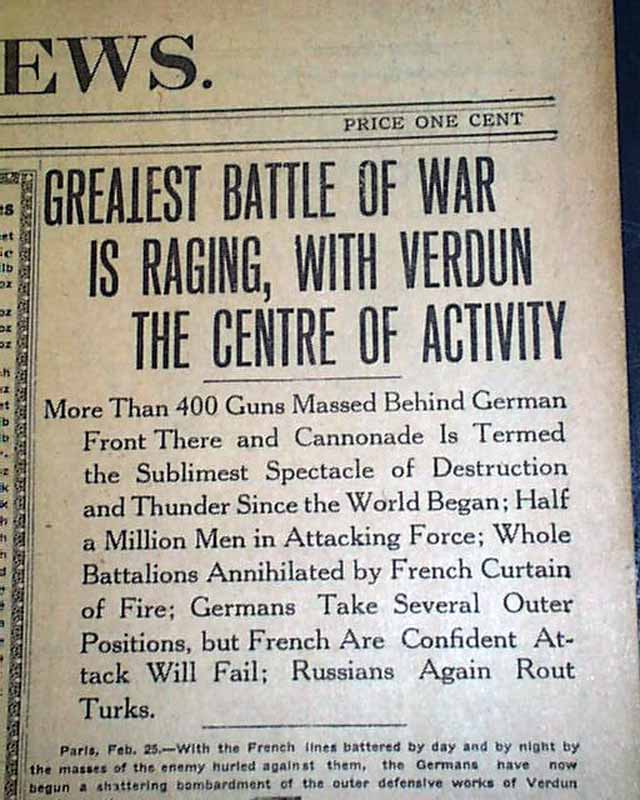 EWS.
PRICE ONE CENT
GREATEST BATTLE OF WAR
IS RAGING, WITH VERDUN
THE CENTRE OF ACTIVITY
More Than 400 Guns Massed Behind German
Front There and Cannonade Is Termed
the Sublimest Spectacle of Destruction
and Thunder Since the World Began; Half
a Million Men in Attacking Force; Whole
Battalions Annihilated by French Curtain
of Fire; Germans Take Several Outer
Positions, but French Are Confident At-
tack Will Fail; Russians Again Rout
Turks.
Paris, Feb. 25.—With the French lines battered by day and by night by
the masses of the enemy hurled against them, the Germans have now
begun a shattering bombardment of the outer defensive works of Verdun